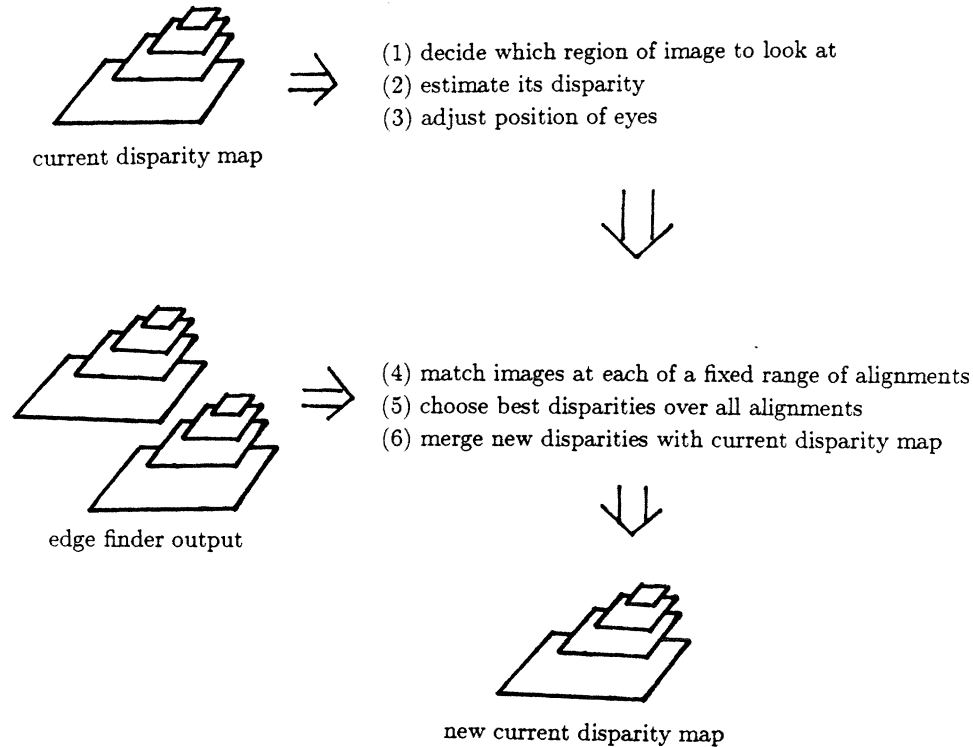 (1) decide which region of image to look at
(2) estimate its disparity
(3) adjust position of eyes
current disparity map
(4) match images at each of a fixed range of alignments
(5) choose best disparities over all alignments
(6) merge new disparities with current disparity map
edge finder output
new current disparity map